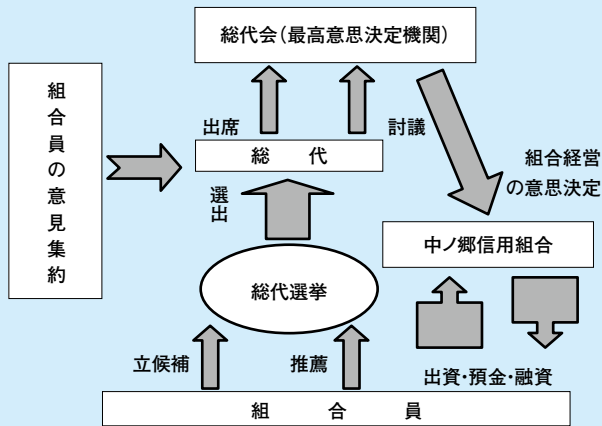 総代会（最高意思決定機関）
組合員の意見集約
出席
討議
総代
選出
組合経営
の意思決定
中ノ郷信用組合
総代選挙
立候補
推薦
出資・預金・融資
組合員